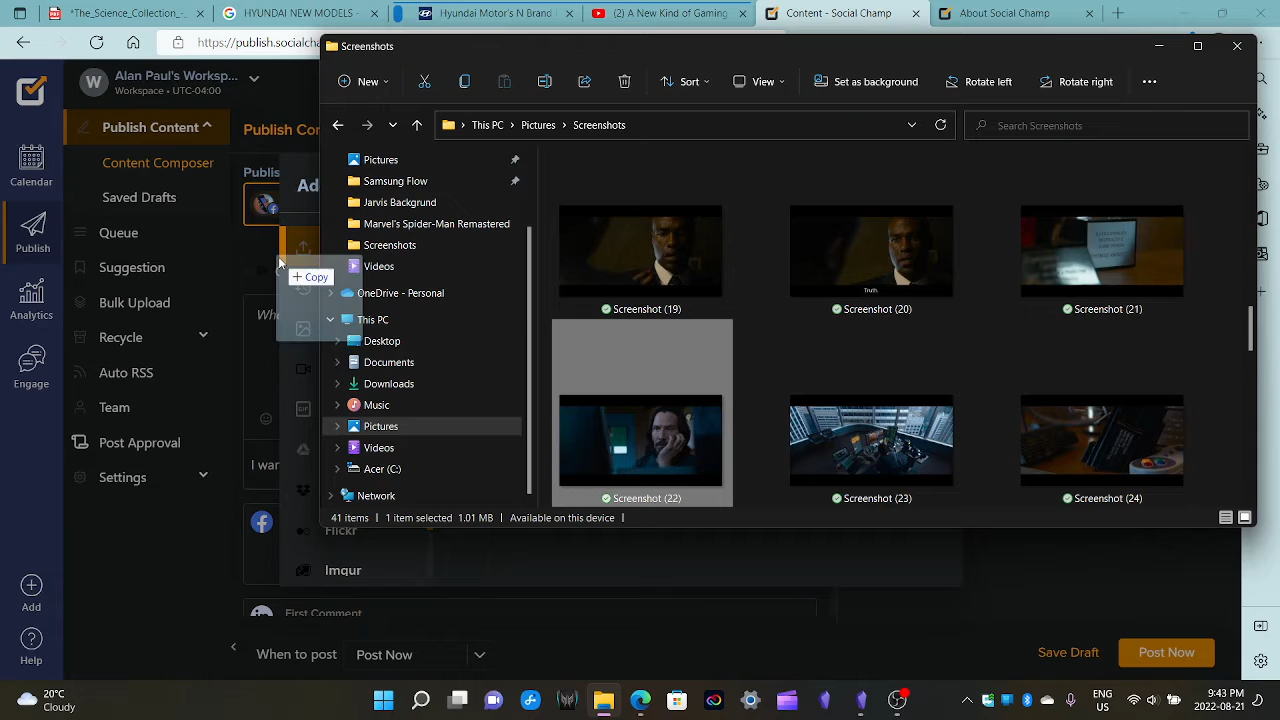 *The_Science_Collection_
HYUNDAI NEW MODELS -
Hyundai Motor's N Brand
(2) A New Kind of Gaming
Content - Social Champ
About Social Champ
https://publish.socialcha
Screenshots
W
Alan Paul's Worksp...
Workspace • UTC-04:00
New
Sort
View
Set as background
Rotate left
Rotate right
This PC
Pictures
Screenshots
Search Screenshots
Publish Content
Content Composer
Saved Drafts
Queue
Suggestion
Bulk Upload
Recycle
Auto RSS
Team
Post Approval
Settings
Calendar
Publish
Analytics
Engage
Add
Help
Publish Co
Publis
Ad
Copy
I wan
Pictures
Samsung Flow
Jarvis Backgrund
Marvel's Spider-Man Remastered
Screenshots
Videos
OneDrive - Personal
This PC
Desktop
Documents
Downloads
Music
Pictures
Videos
Acer (C:)
Network
Truth.
Screenshot (19)
Screenshot (20)
Screenshot (21)
Screenshot (22)
Screenshot (23)
Screenshot (24)
41 items
1 item selected 1.01 MB
Available on this device
GIF
Flickr
Imgur
First Comment
When to post
Post Now
Save Draft
Post Now
20°C
Cloudy
ENG
US
9:43 PM
2022-08-21